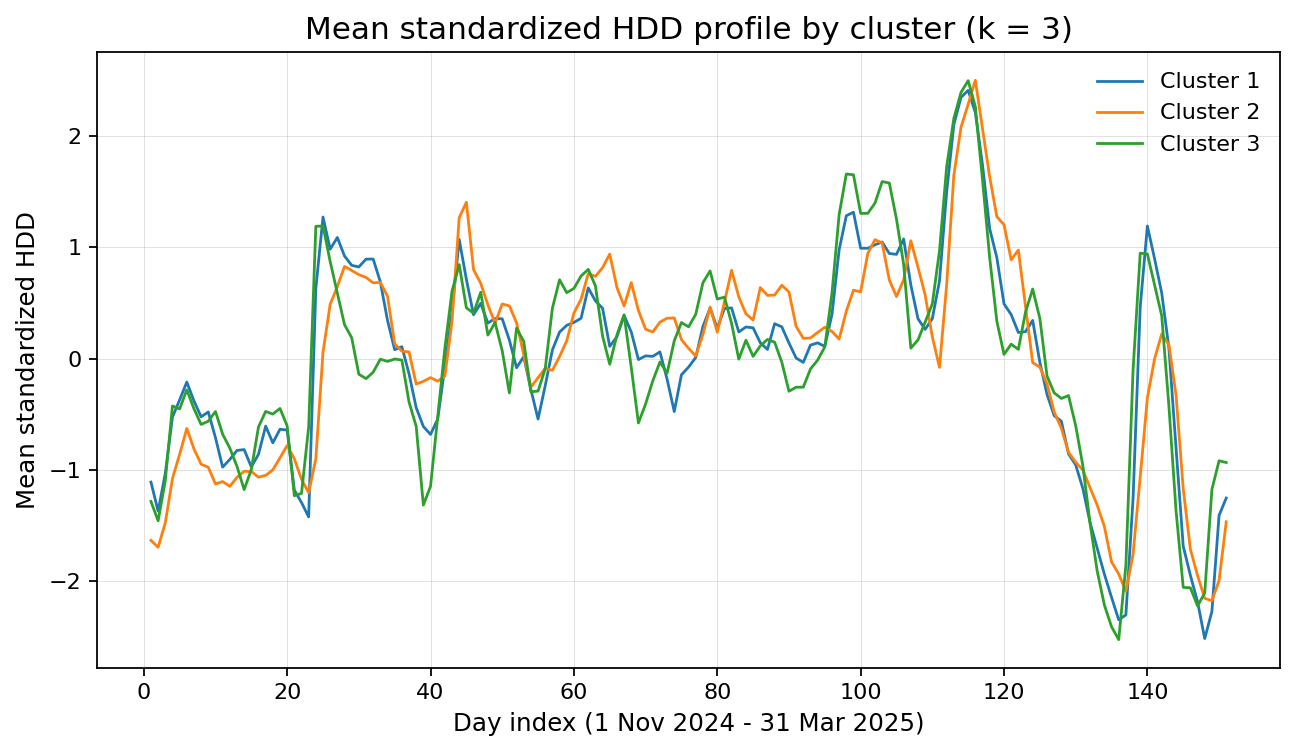 Mean standardized HDD profile by cluster (k = 3)
Mean standardized HDD
2
1
0
−1
−2
Cluster 1
Cluster 2
Cluster 3
0 20 40 60 80 100 120 140
Day index (1 Nov 2024 - 31 Mar 2025)